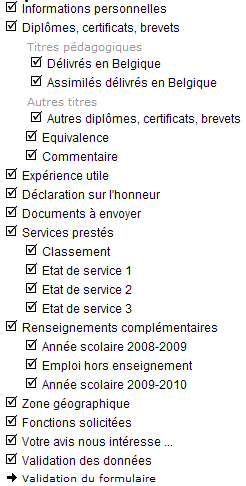 Informations personnelles
Diplômes, certificats, brevets
Titres pédagogiques
Délivrés en Belgique
Assimilés délivrés en Belgique
Autres titres
Autres diplômes, certificats, brevets
Equivalence
Commentaire
Expérience utile
Déclaration sur l'honneur
Documents à envoyer
Services prestés
Classement
Etat de service 1
Etat de service 2
Etat de service 3
Renseignements complémentaires
Année scolaire 2008-2009
Emploi hors enseignement
Année scolaire 2009-2010
Zone géographique
Fonctions solicitées
Votre avis nous intéresse ...
Validation des données
Validation du formulaire